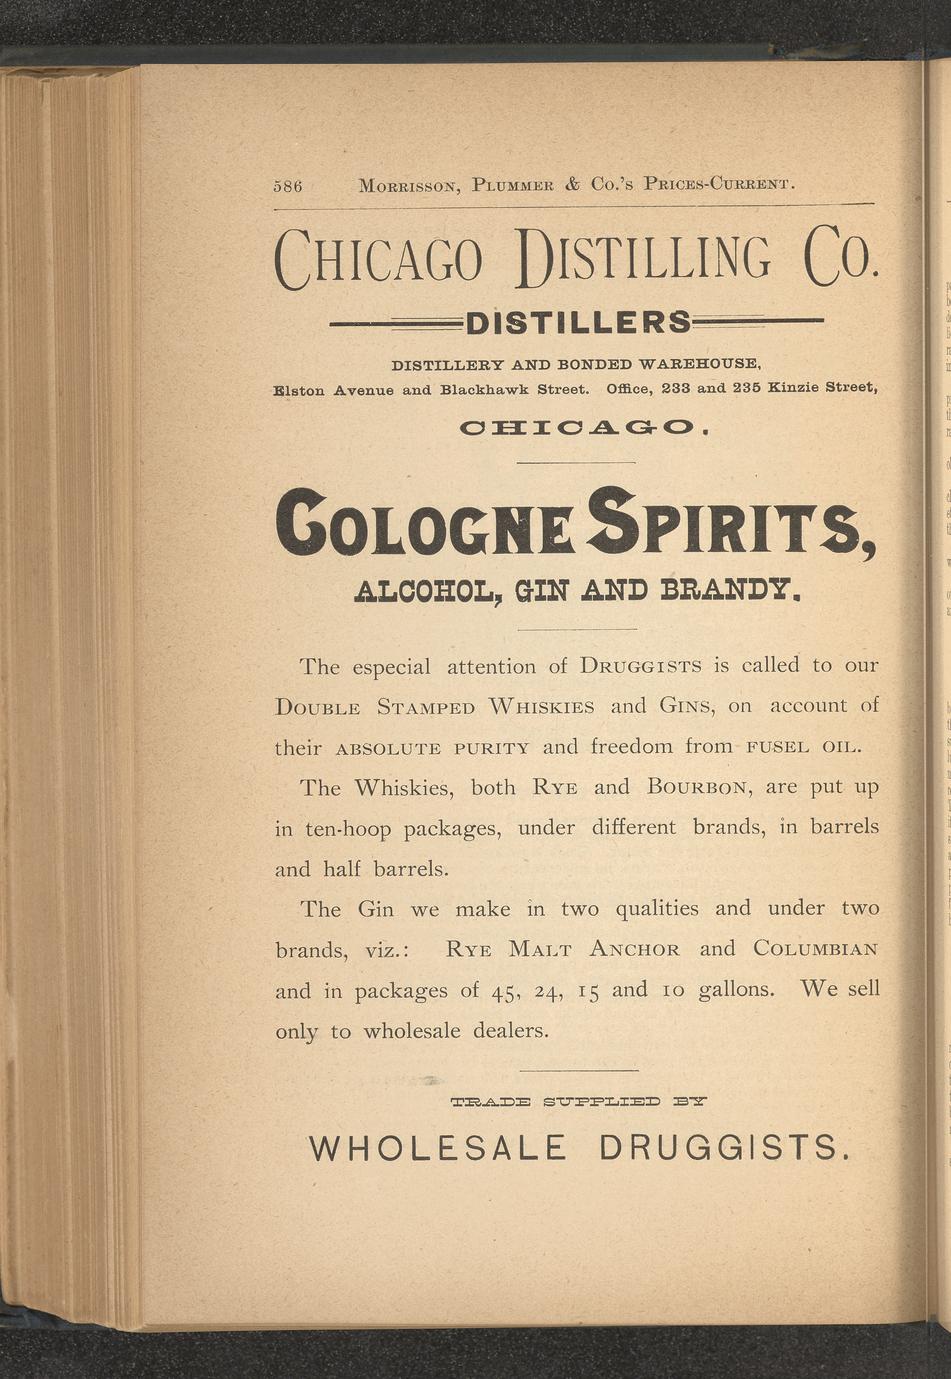 586 Morrisson, Plummer & Co.'s Prices-Current.
Chicago Distilling Co.
DISTILLERS
DISTILLERY AND BONDED WAREHOUSE,
Elston Avenue and Blackhawk Street. Office, 233 and 235 Kinzie Street,
CHICAGO.
COLOGNE SPIRITS,
ALCOHOL, GIN AND BRANDY.
The especial attention of Druggists is called to our
Double Stamped Whiskies and Gins, on account of
their absolute purity and freedom from fusel oil.
The Whiskies, both Rye and Bourbon, are put up
in ten-hoop packages, under different brands, in barrels
and half barrels.
The Gin we make in two qualities and under two
brands, viz.: Rye Malt Anchor and Columbian
and in packages of 45, 24, 15 and 10 gallons. We sell
only to wholesale dealers.
TRADE SUPPLIED BY
WHOLESALE DRUGGISTS.